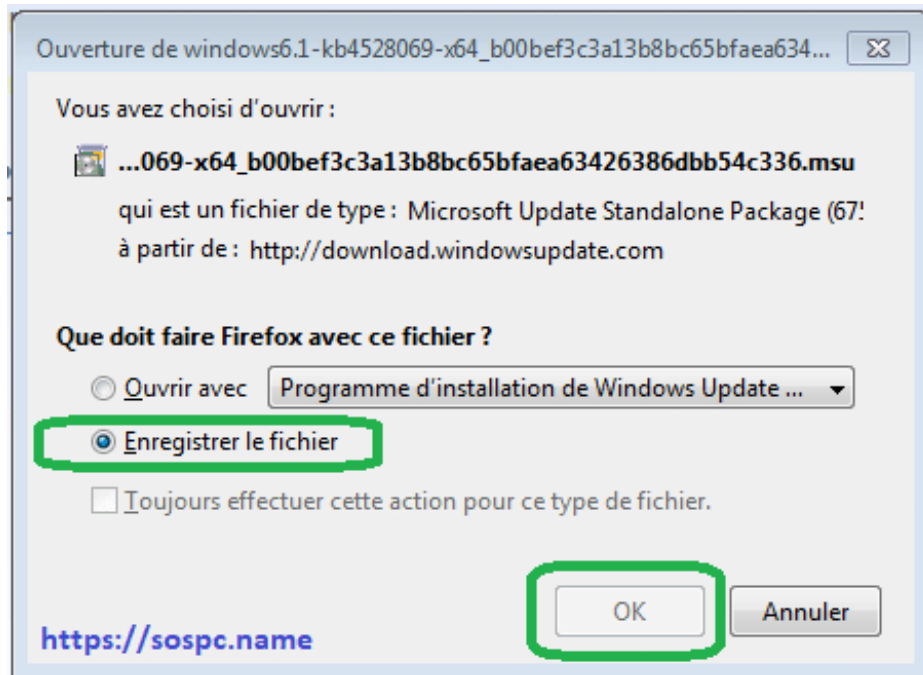 Ouverture de windows6.1-kb4528069-x64_b00bef3c3a13b8bc65bfaea634...
Vous avez choisi d'ouvrir :
...069-x64_b00bef3c3a13b8bc65bfaea63426386dbb54c336.msu
qui est un fichier de type : Microsoft Update Standalone Package (67!
à partir de : http://download.windowsupdate.com
Que doit faire Firefox avec ce fichier ?
Ouvrir avec Programme d'installation de Windows Update ...
Enregistrer le fichier
Toujours effectuer cette action pour ce type de fichier.
OK Annuler
https://sospc.name